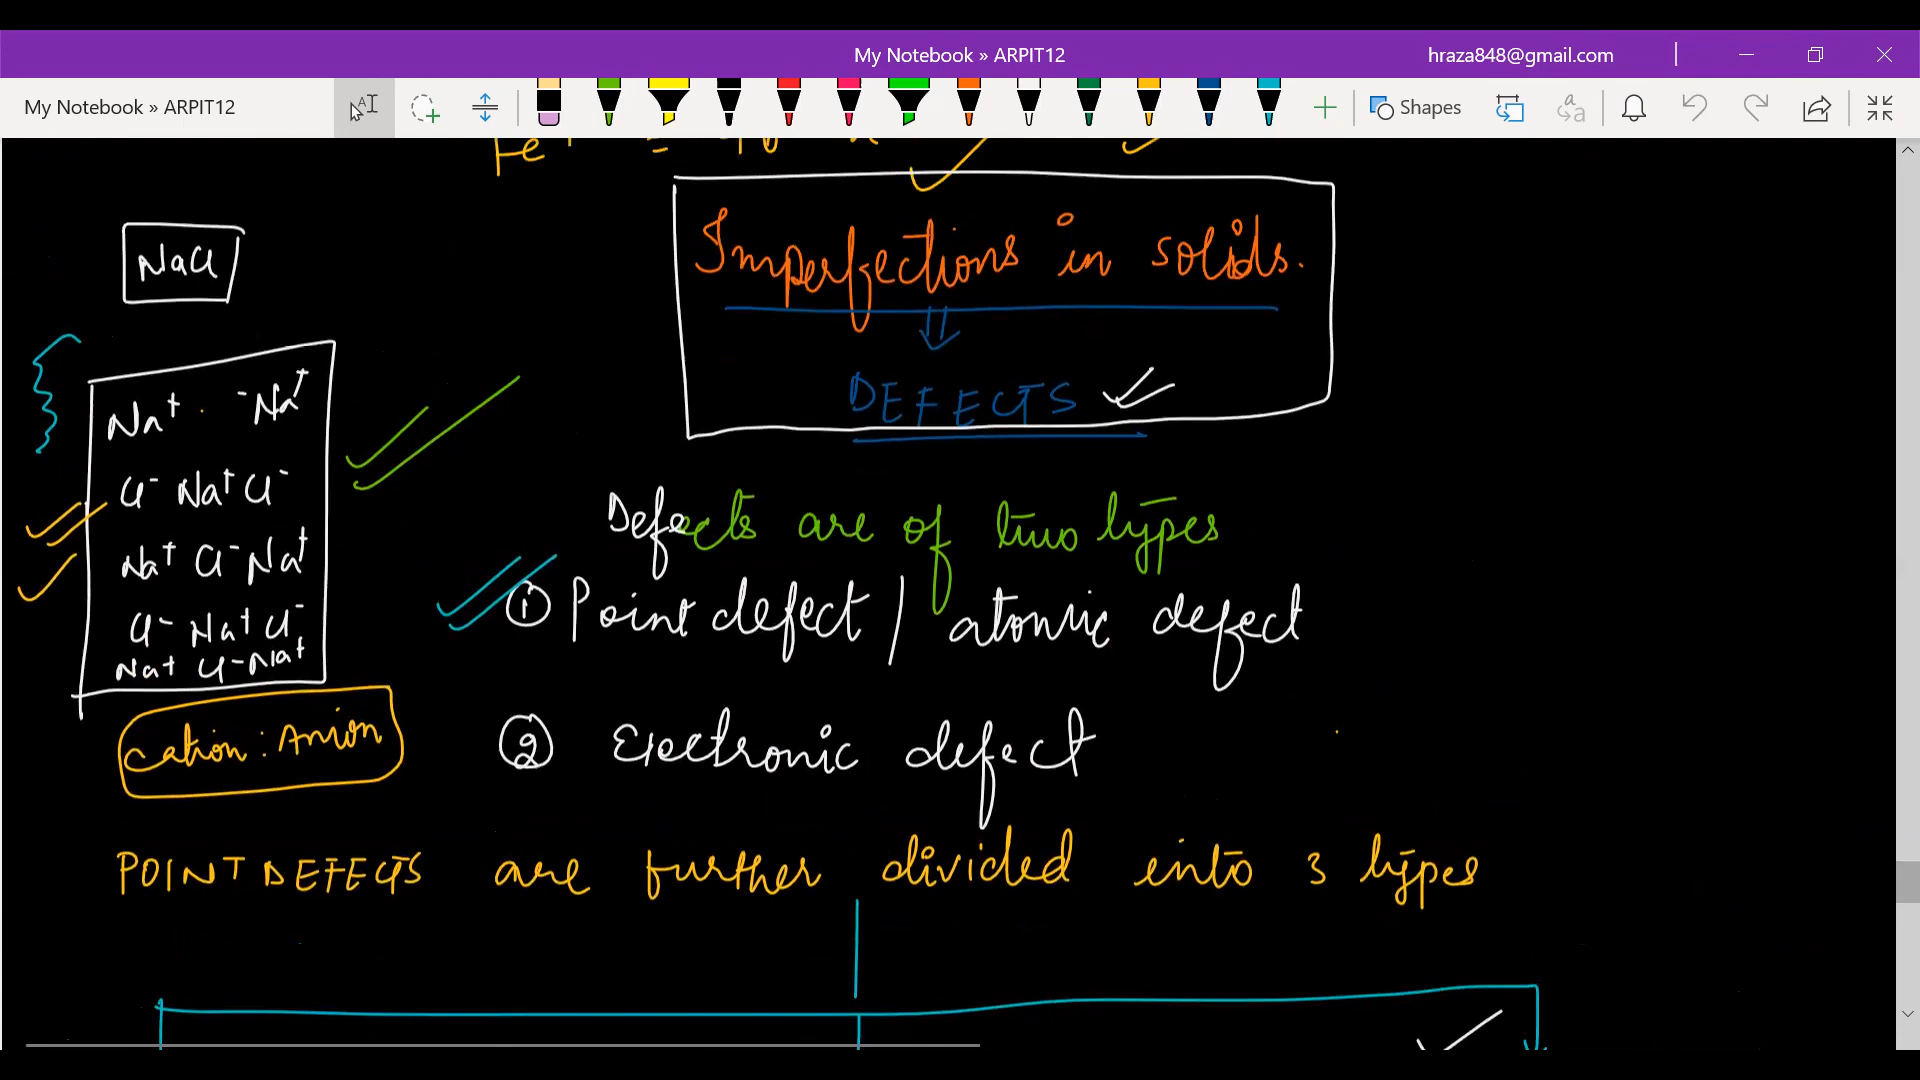 My Notebook » ARPIT12
hraza848@gmail.com
My Notebook » ARPIT12
Shapes
NaCl
Imperfections in solids.
DEFECTS
Na⁺ ⁻Na⁺
Cl⁻ Na⁺ Cl⁻
Na⁺ Cl⁻ Na⁺
Cl⁻ Na⁺ Cl⁻
Na⁺ Cl⁻ Na⁺
Cation : Anion
Defects are of two types
① Point defect / atomic defect
② Electronic defect
POINT DEFECTS are further divided into 3 types